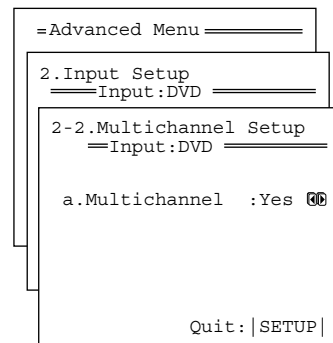 Advanced Menu
2.Input Setup
Input:DVD
2-2.Multichannel Setup
Input:DVD
a.Multichannel :Yes
Quit:|SETUP|